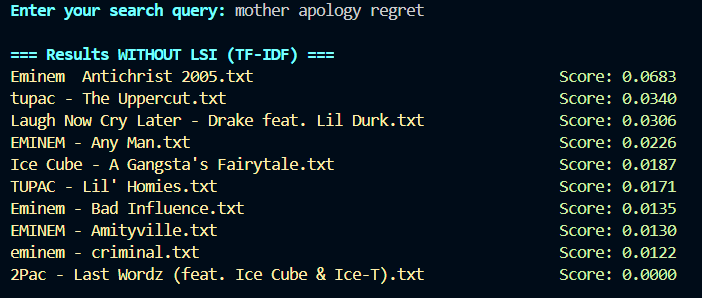 Enter your search query: mother apology regret
=== Results WITHOUT LSI (TF-IDF) ===
Eminem  Antichrist 2005.txt Score: 0.0683
tupac - The Uppercut.txt Score: 0.0340
Laugh Now Cry Later - Drake feat. Lil Durk.txt Score: 0.0306
EMINEM - Any Man.txt Score: 0.0226
Ice Cube - A Gangsta's Fairytale.txt Score: 0.0187
TUPAC - Lil' Homies.txt Score: 0.0171
Eminem - Bad Influence.txt Score: 0.0135
EMINEM - Amityville.txt Score: 0.0130
eminem - criminal.txt Score: 0.0122
2Pac - Last Wordz (feat. Ice Cube & Ice-T).txt Score: 0.0000